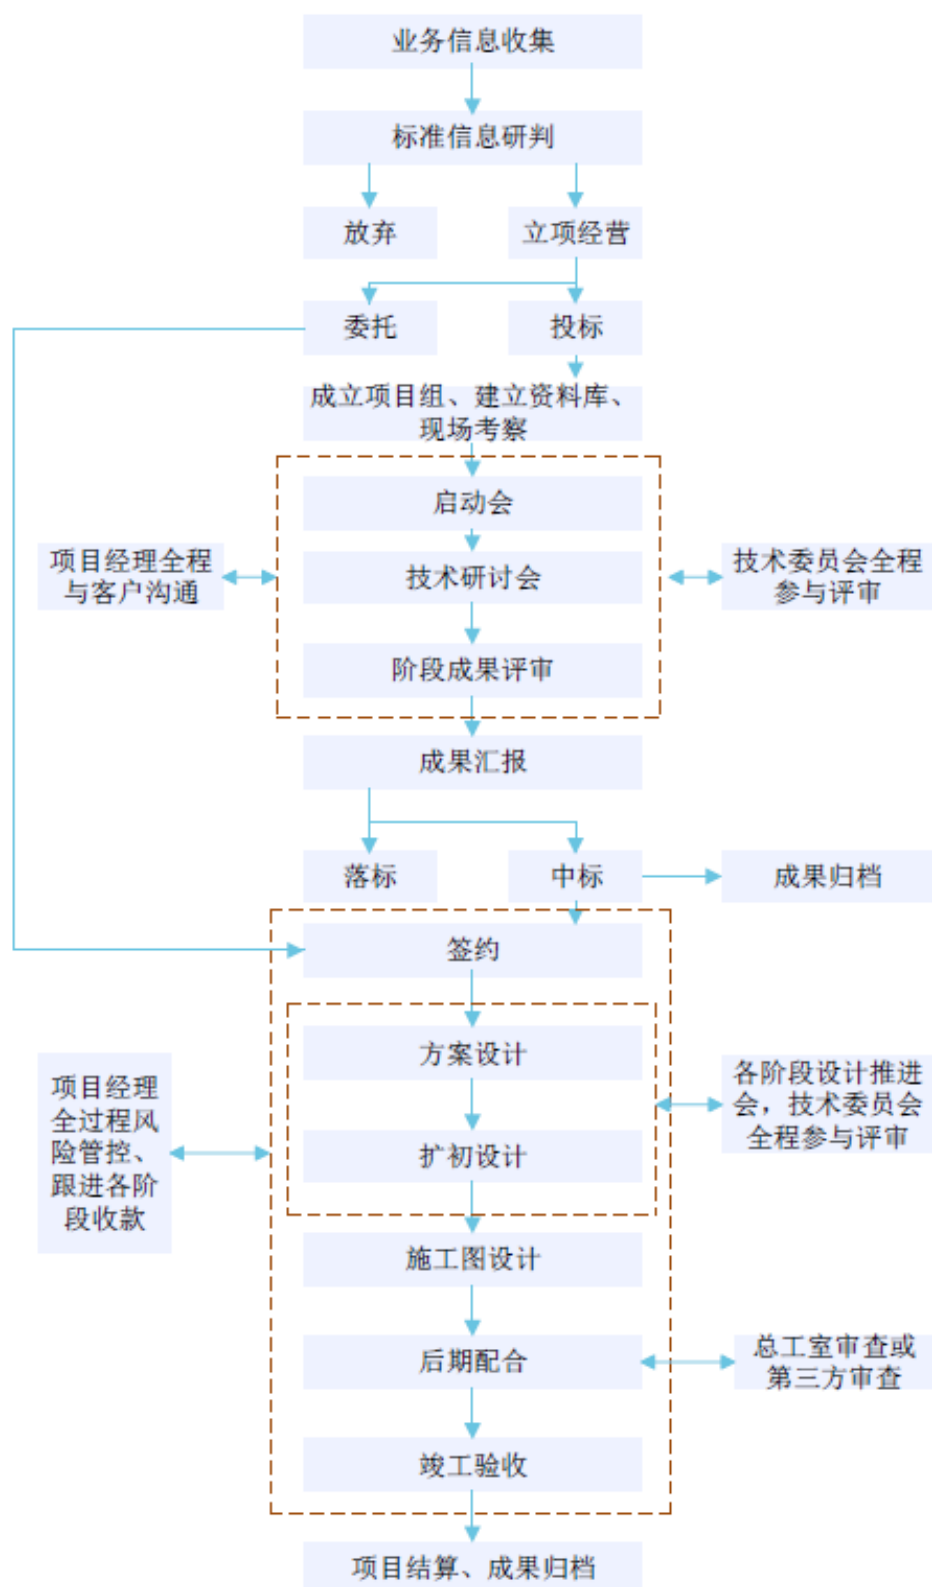 业务信息收集
标准信息研判
放弃
立项经营
委托
投标
成立项目组、建立资料库、
现场考察
启动会
项目经理全程
与客户沟通
技术研讨会
技术委员会全程
参与评审
阶段成果评审
成果汇报
落标
中标
成果归档
签约
方案设计
项目经理
全过程风
险管控、
跟进各阶
段收款
各阶段设计推进
会，技术委员会
全程参与评审
扩初设计
施工图设计
后期配合
总工室审查或
第三方审查
竣工验收
项目结算、成果归档